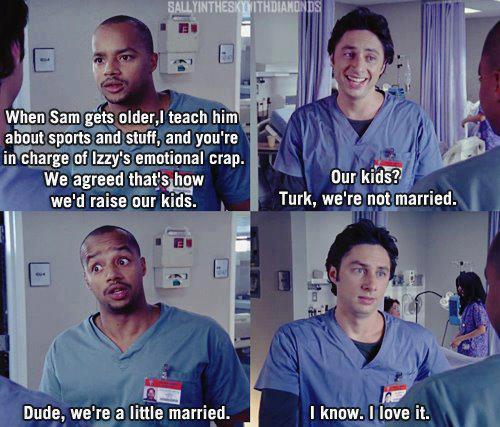 SALLYINTHESKYWITHDIAMONDS
When Sam gets older,I teach him
about sports and stuff, and you're
in charge of Izzy's emotional crap.
We agreed that's how
we'd raise our kids.
Our kids?
Turk, we're not married.
Dude, we're a little married.
I know. I love it.